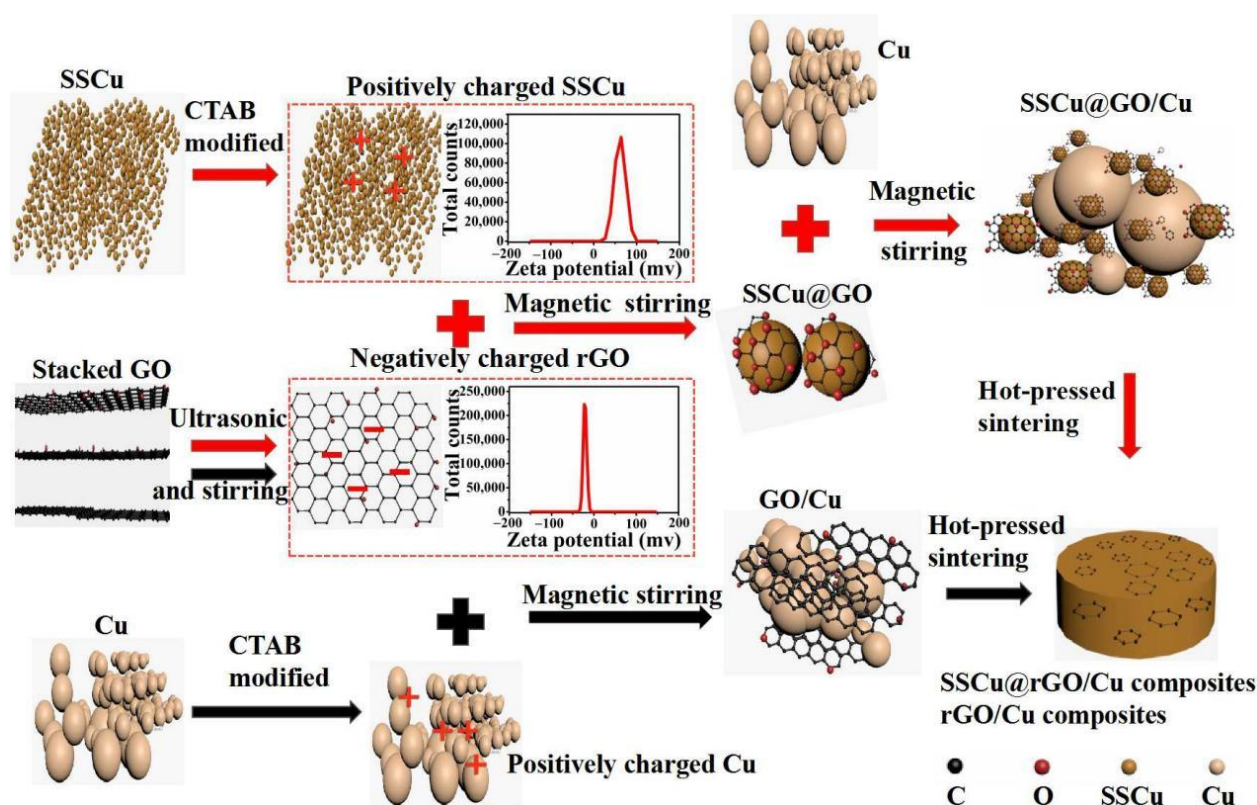 SSCu
CTAB
modified
Positively charged SSCu
Total counts
120,000
100,000
80,000
60,000
40,000
20,000
0
−200 −100 0 100 200
Zeta potential (mv)
Cu
SSCu@GO/Cu
Magnetic
stirring
Magnetic stirring
SSCu@GO
Stacked GO
Ultrasonic
and stirring
Negatively charged rGO
Total counts
250,000
200,000
150,000
100,000
50,000
0
−200 −100 0 100 200
Zeta potential (mv)
Hot-pressed
sintering
GO/Cu
Hot-pressed
sintering
Magnetic stirring
Cu
CTAB
modified
Positively charged Cu
SSCu@rGO/Cu composites
rGO/Cu composites
C O SSCu Cu